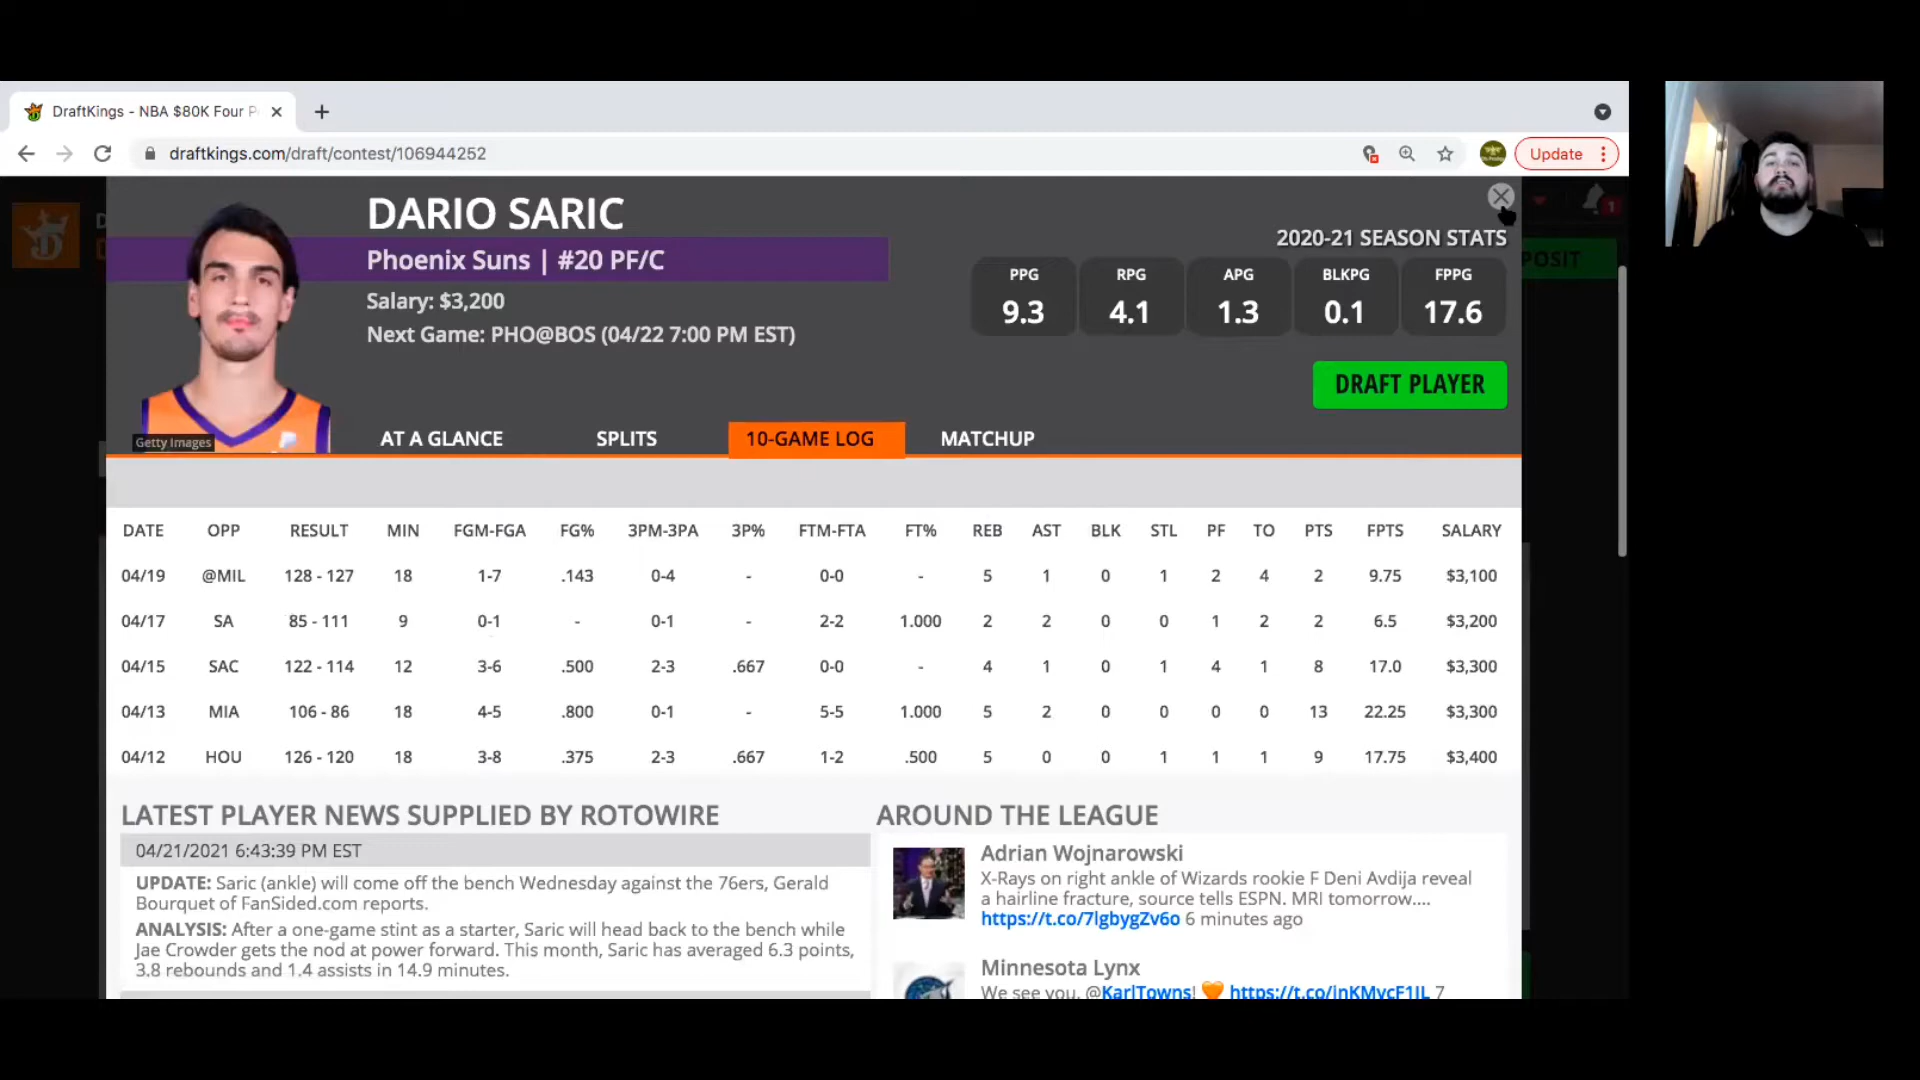 DraftKings - NBA $80K Four P
draftkings.com/draft/contest/106944252
Update
DARIO SARIC
Phoenix Suns | #20 PF/C
Salary: $3,200
Next Game: PHO@BOS (04/22 7:00 PM EST)
Getty Images
2020-21 SEASON STATS
PPG RPG APG BLKPG FPPG
9.3 4.1 1.3 0.1 17.6
1
DRAFT PLAYER
AT A GLANCE SPLITS 10-GAME LOG MATCHUP
DATE OPP RESULT MIN FGM-FGA FG% 3PM-3PA 3P% FTM-FTA FT% REB AST BLK STL PF TO PTS FPTS SALARY
04/19 @MIL 128 - 127 18 1-7 .143 0-4 - 0-0 - 5 1 0 1 2 4 2 9.75 $3,100
04/17 SA 85 - 111 9 0-1 - 0-1 - 2-2 1.000 2 2 0 0 1 2 2 6.5 $3,200
04/15 SAC 122 - 114 12 3-6 .500 2-3 .667 0-0 - 4 1 0 1 4 1 8 17.0 $3,300
04/13 MIA 106 - 86 18 4-5 .800 0-1 - 5-5 1.000 5 2 0 0 0 0 13 22.25 $3,300
04/12 HOU 126 - 120 18 3-8 .375 2-3 .667 1-2 .500 5 0 0 1 1 1 9 17.75 $3,400
LATEST PLAYER NEWS SUPPLIED BY ROTOWIRE
04/21/2021 6:43:39 PM EST
UPDATE: Saric (ankle) will come off the bench Wednesday against the 76ers, Gerald
Bourquet of FanSided.com reports.
ANALYSIS: After a one-game stint as a starter, Saric will head back to the bench while
Jae Crowder gets the nod at power forward. This month, Saric has averaged 6.3 points,
3.8 rebounds and 1.4 assists in 14.9 minutes.
AROUND THE LEAGUE
Adrian Wojnarowski
X-Rays on right ankle of Wizards rookie F Deni Avdija reveal
a hairline fracture, source tells ESPN. MRI tomorrow....
https://t.co/7lgbygZv6o 6 minutes ago
Minnesota Lynx
We see you, @KarlTowns! 🧡 https://t.co/jnKMvcF1IL 7